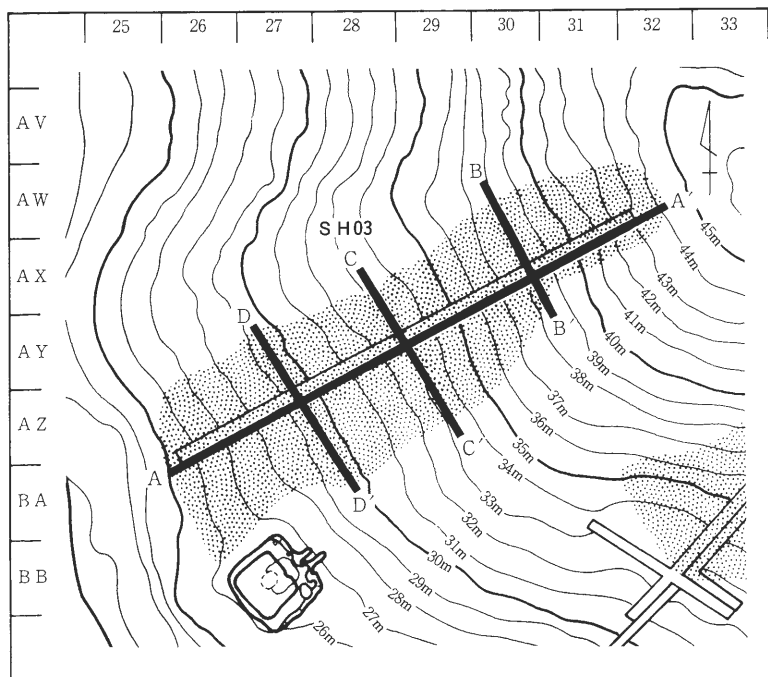 25 26 27 28 29 30 31 32 33
AV
AW
AX
AY
AZ
BA
BB
SH03
A
A′
B
B′
C
C′
D
D′
45m
44m
43m
42m
41m
40m
39m
38m
37m
36m
35m
34m
33m
32m
31m
30m
29m
28m
27m
26m